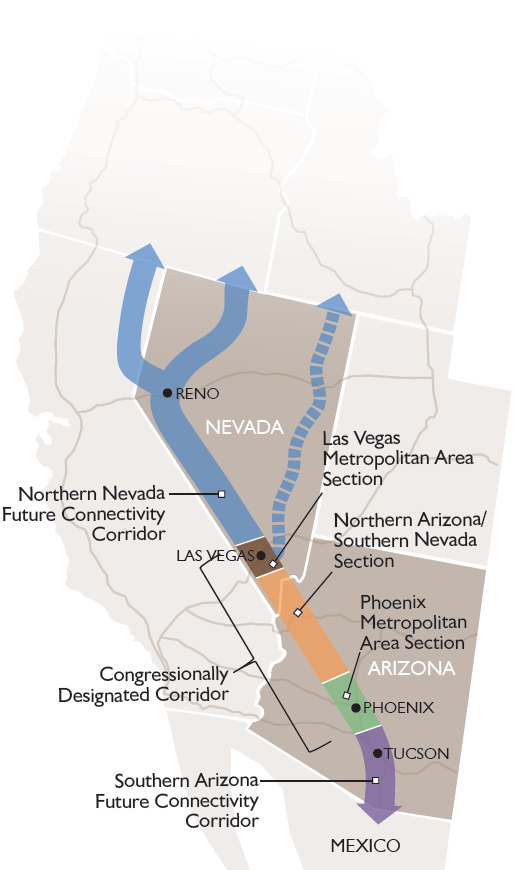 RENO
NEVADA
Las Vegas
Metropolitan Area
Section
Northern Nevada
Future Connectivity
Corridor
Northern Arizona/
Southern Nevada
Section
LAS VEGAS
Phoenix
Metropolitan
Area Section
ARIZONA
Congressionally
Designated Corridor
PHOENIX
TUCSON
Southern Arizona
Future Connectivity
Corridor
MEXICO